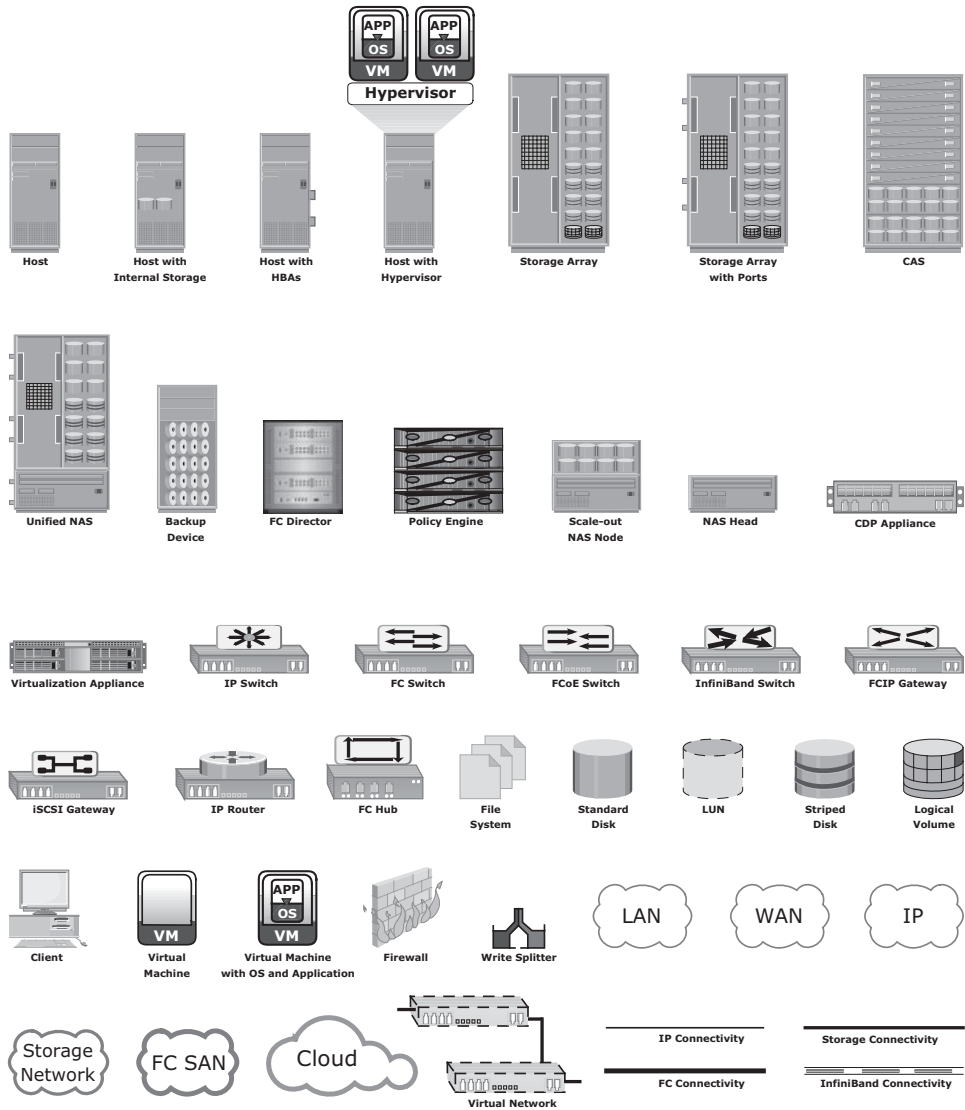 APP APP
OS OS
VM VM
Hypervisor
Host
Host with
Internal Storage
Host with
HBAs
Host with
Hypervisor
Storage Array
Storage Array
with Ports
CAS
Unified NAS
Backup
Device
FC Director
Policy Engine
Scale-out
NAS Node
NAS Head
CDP Appliance
Virtualization Appliance
IP Switch
FC Switch
FCoE Switch
InfiniBand Switch
FCIP Gateway
iSCSI Gateway
IP Router
FC Hub
File
System
Standard
Disk
LUN
Striped
Disk
Logical
Volume
Client
VM
Virtual
Machine
APP
OS
VM
Virtual Machine
with OS and Application
Firewall
Write Splitter
LAN
WAN
IP
Storage
Network
FC SAN
Cloud
Virtual Network
IP Connectivity
Storage Connectivity
FC Connectivity
InfiniBand Connectivity